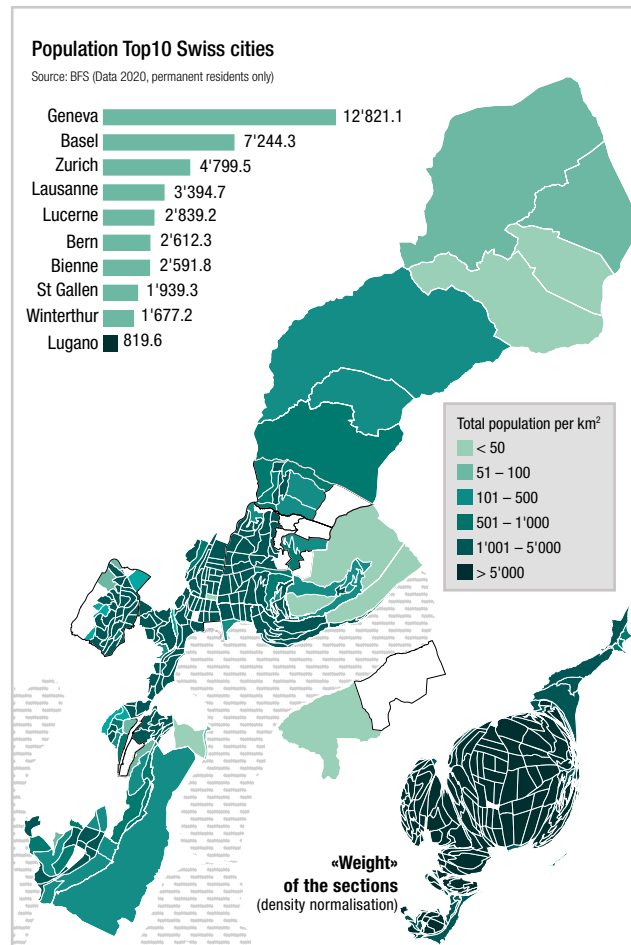 Population Top10 Swiss cities
Source: BFS (Data 2020, permanent residents only)
Geneva 12'821.1
Basel 7'244.3
Zurich 4'799.5
Lausanne 3'394.7
Lucerne 2'839.2
Bern 2'612.3
Bienne 2'591.8
St Gallen 1'939.3
Winterthur 1'677.2
Lugano 819.6
Total population per km²
< 50
51 – 100
101 – 500
501 – 1'000
1'001 – 5'000
> 5'000
«Weight»
of the sections
(density normalisation)